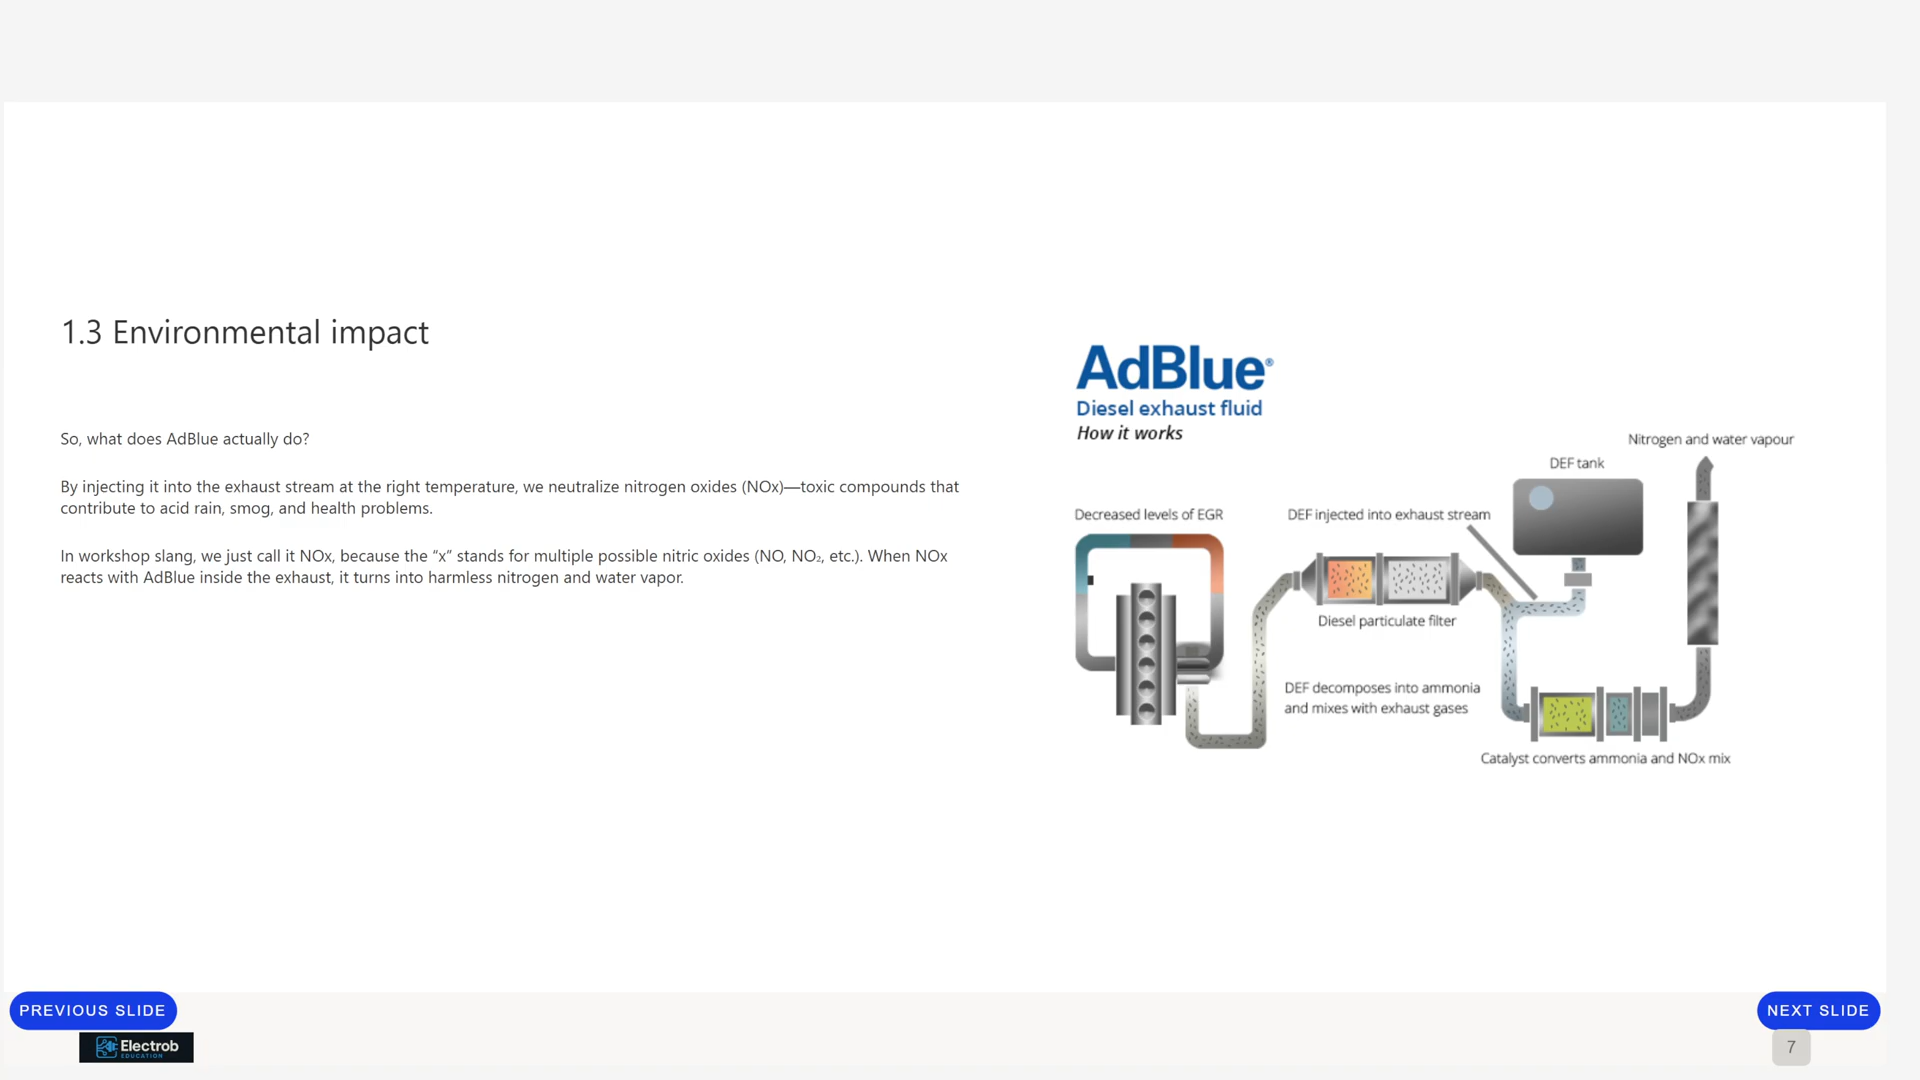 1.3 Environmental impact
So, what does AdBlue actually do?
By injecting it into the exhaust stream at the right temperature, we neutralize nitrogen oxides (NOx)—toxic compounds that
contribute to acid rain, smog, and health problems.
In workshop slang, we just call it NOx, because the “x” stands for multiple possible nitric oxides (NO, NO₂, etc.). When NOx
reacts with AdBlue inside the exhaust, it turns into harmless nitrogen and water vapor.
AdBlue®
Diesel exhaust fluid
How it works
Nitrogen and water vapour
DEF tank
Decreased levels of EGR
DEF injected into exhaust stream
Diesel particulate filter
DEF decomposes into ammonia
and mixes with exhaust gases
Catalyst converts ammonia and NOx mix
PREVIOUS SLIDE
NEXT SLIDE
Electrob
EDUCATION
7